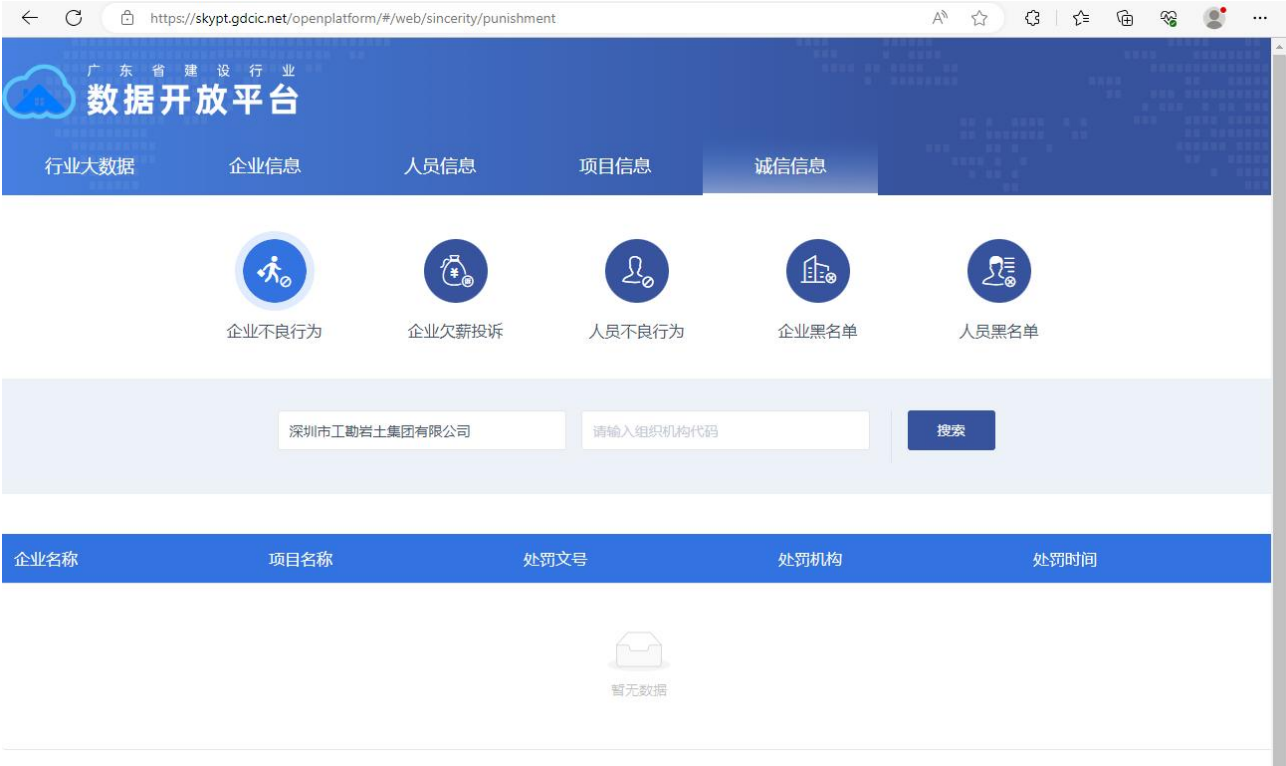 https://skypt.gdcic.net/openplatform/#/web/sincerity/punishment
广东省建设行业
数据开放平台
行业大数据 企业信息 人员信息 项目信息 诚信信息
企业不良行为 企业欠薪投诉 人员不良行为 企业黑名单 人员黑名单
深圳市工勘岩土集团有限公司 请输入组织机构代码 搜索
企业名称 项目名称 处罚文号 处罚机构 处罚时间
暂无数据